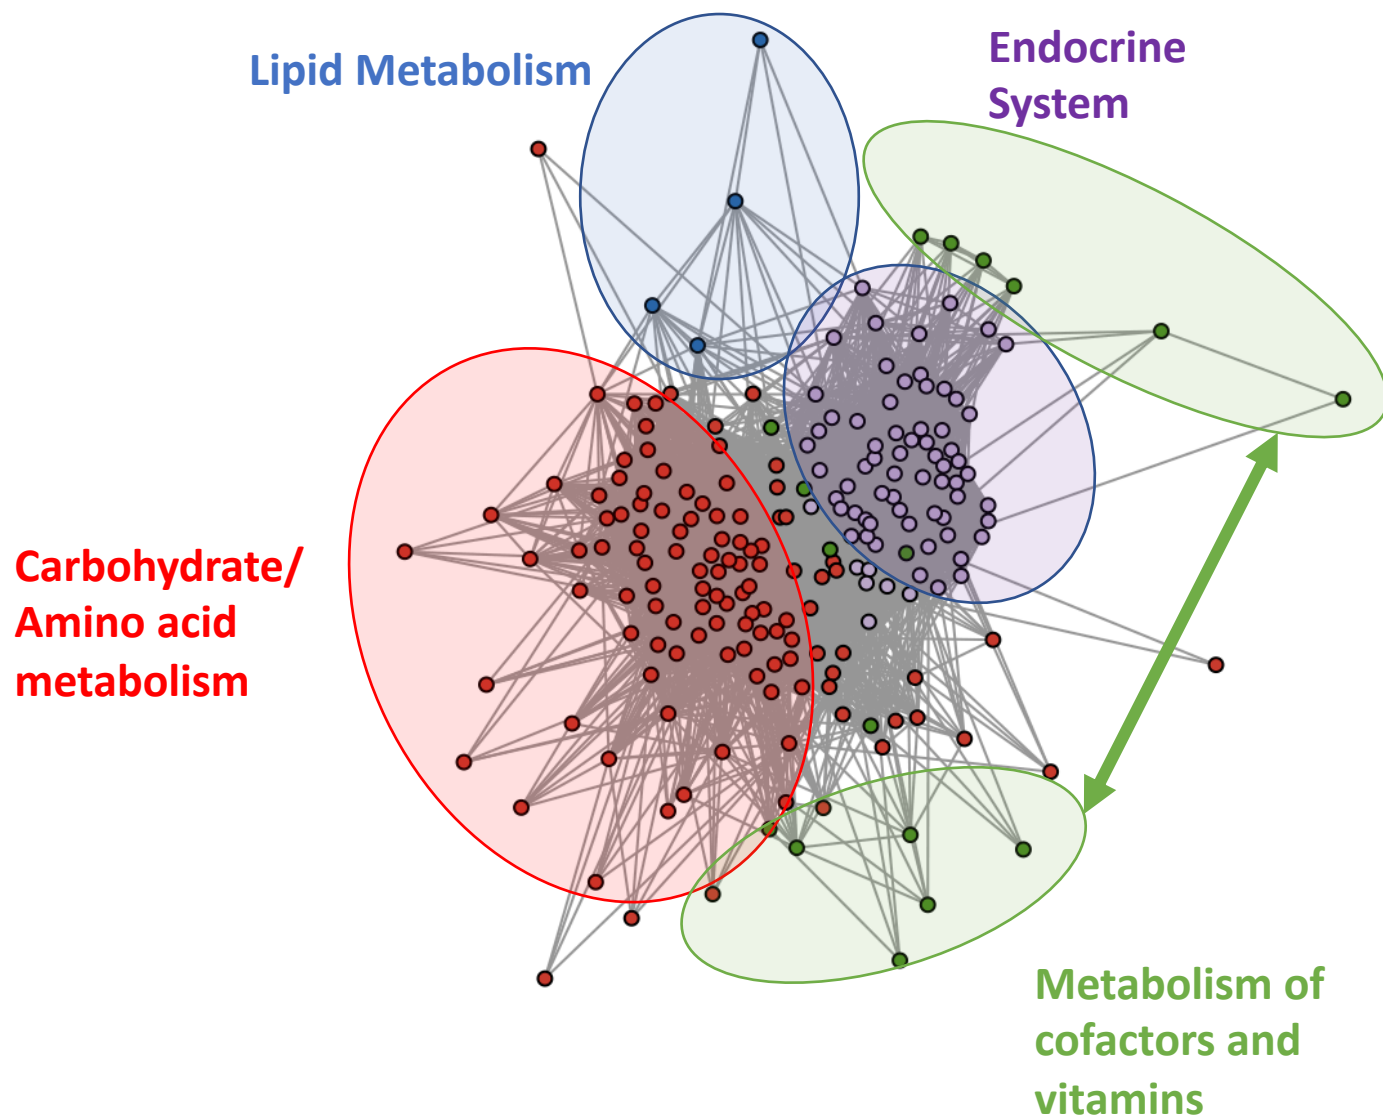 Lipid Metabolism
Endocrine
System
Carbohydrate/
Amino acid
metabolism
Metabolism of
cofactors and
vitamins